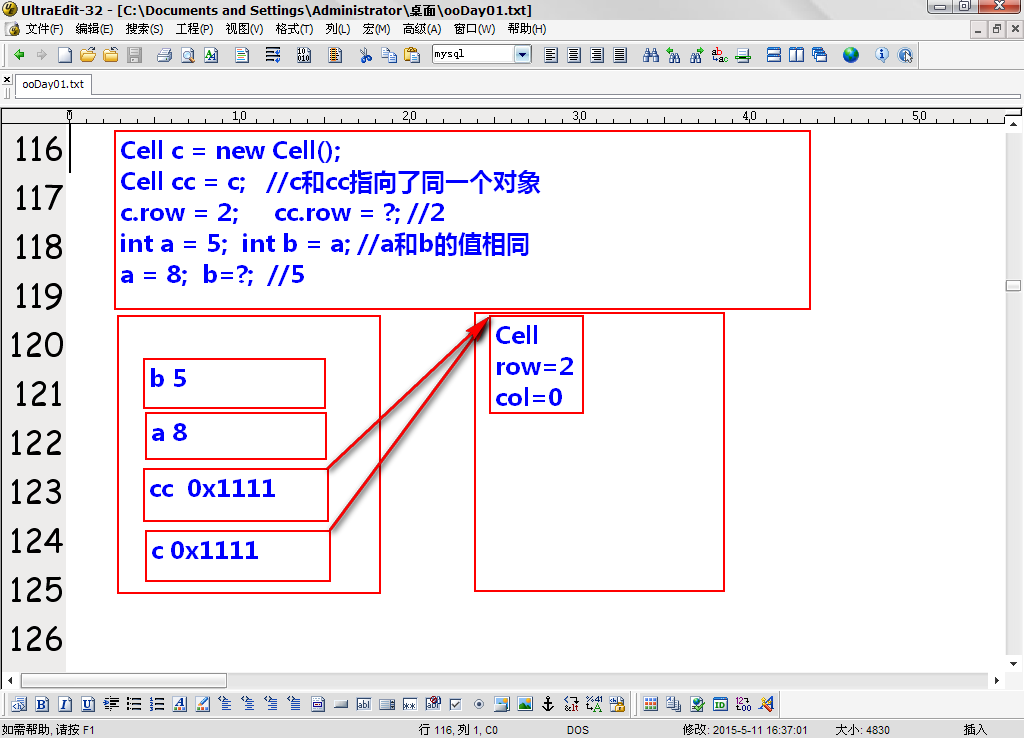 UltraEdit-32 - [C:\Documents and Settings\Administrator\桌面\ooDay01.txt]
文件(F) 编辑(E) 搜索(S) 工程(P) 视图(V) 格式(T) 列(L) 宏(M) 高级(A) 窗口(W) 帮助(H)
mysql
ooDay01.txt
0 1,0 2,0 3,0 4,0 5,0
116
117
118
119
120
121
122
123
124
125
126
Cell c = new Cell();
Cell cc = c; //c和cc指向了同一个对象
c.row = 2; cc.row = ?; //2
int a = 5; int b = a; //a和b的值相同
a = 8; b=?; //5
b 5
a 8
cc 0x1111
c 0x1111
Cell
row=2
col=0
如需帮助, 请按 F1 行 116, 列 1, C0 DOS 修改: 2015-5-11 16:37:01 大小: 4830 插入